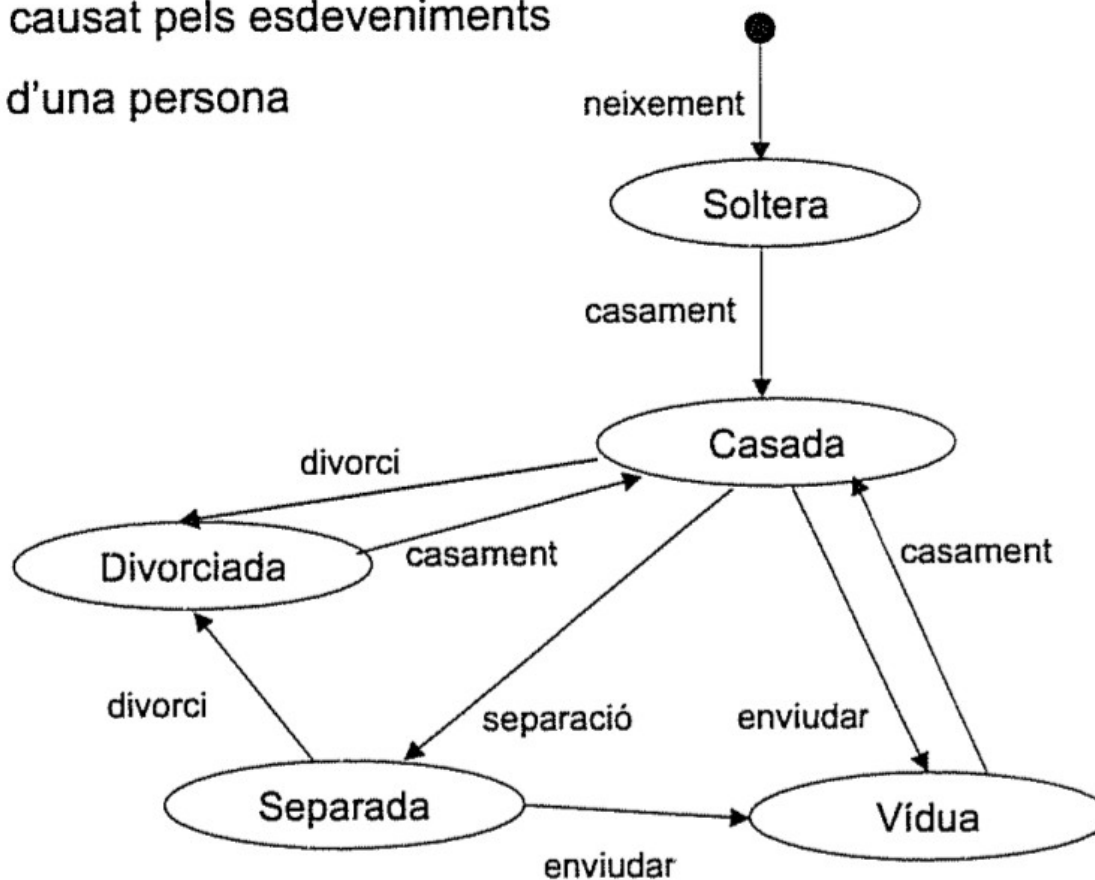 causat pels esdeveniments
d'una persona
neixement
Soltera
casament
Casada
divorci
casament
casament
Divorciada
divorci
separació
enviudar
Separada
Vídua
enviudar